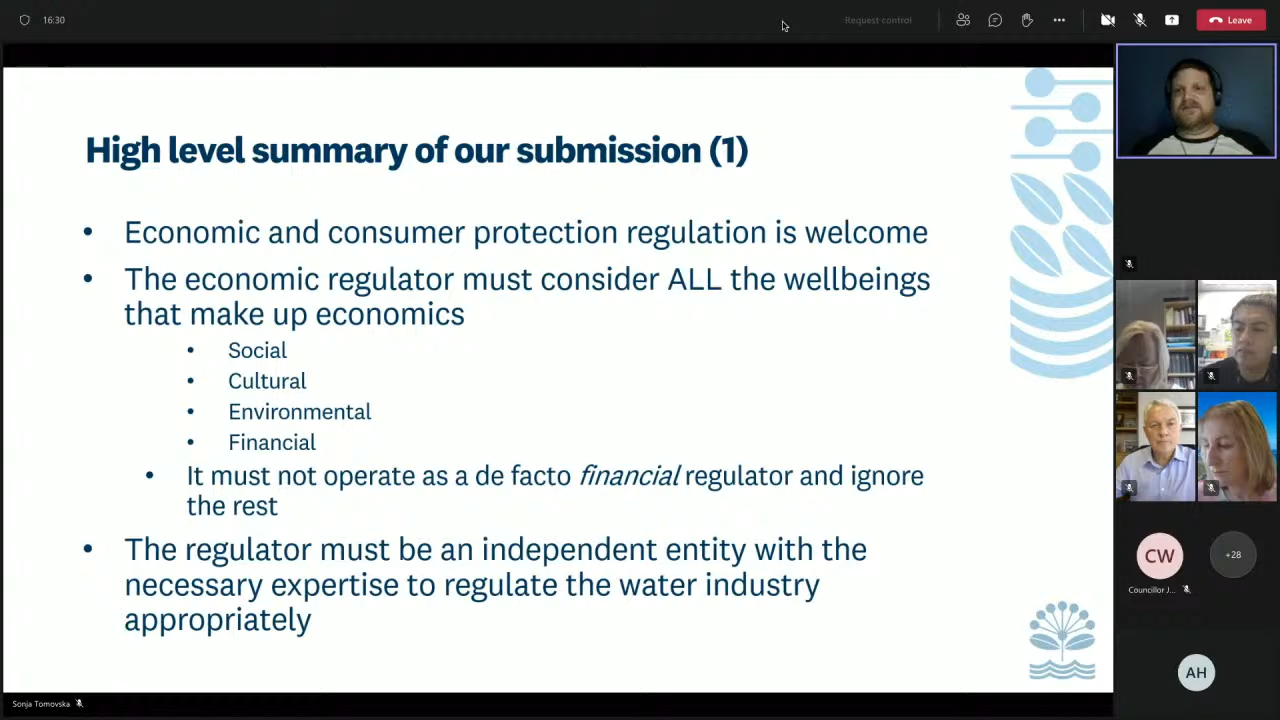 16:30
Request control
Leave
High level summary of our submission (1)
• Economic and consumer protection regulation is welcome
• The economic regulator must consider ALL the wellbeings
that make up economics
• Social
• Cultural
• Environmental
• Financial
• It must not operate as a de facto financial regulator and ignore
the rest
• The regulator must be an independent entity with the
necessary expertise to regulate the water industry
appropriately
CW
+28
Councillor J...
AH
Sonja Tomovska